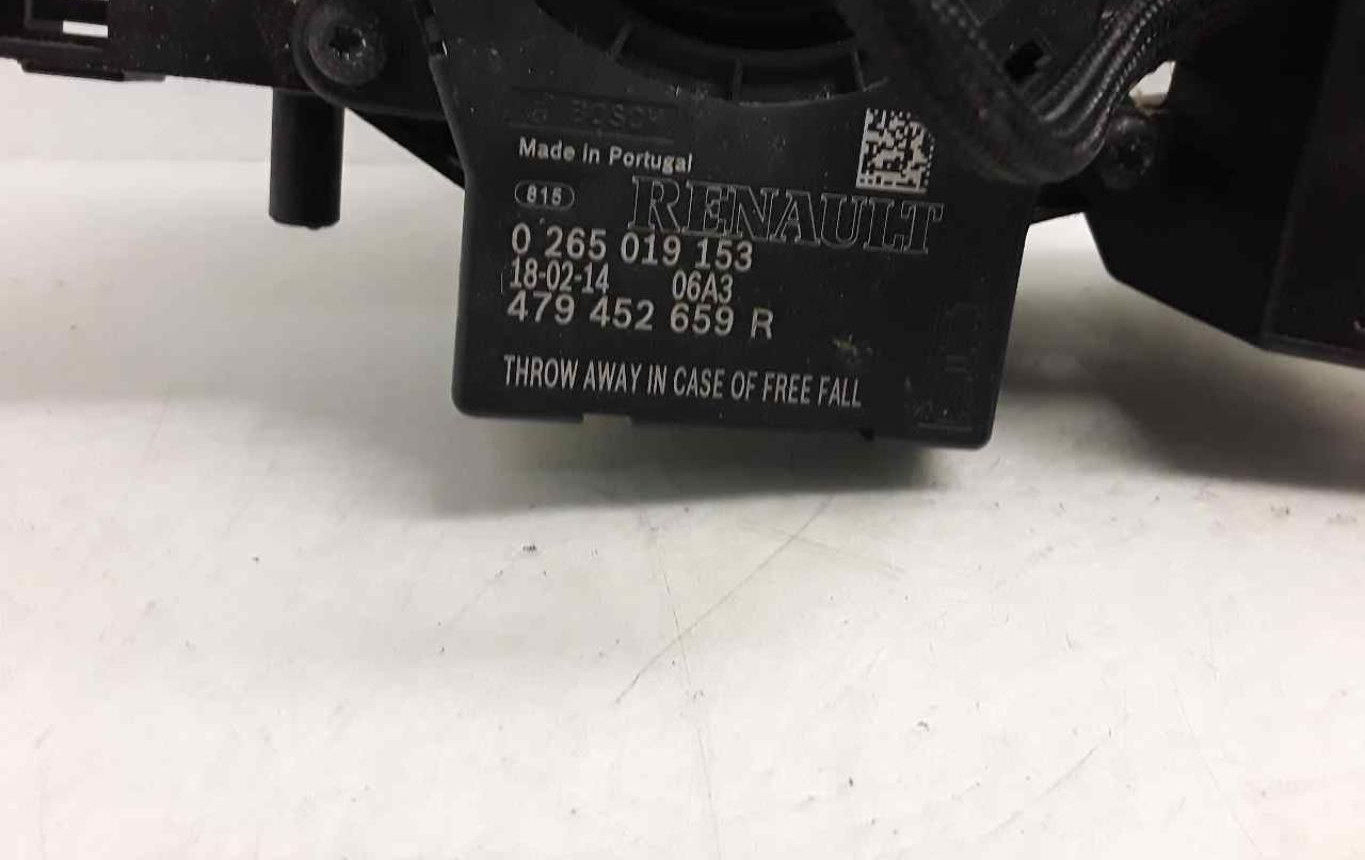 BOSCH
Made in Portugal
815 RENAULT
0 265 019 153
18-02-14 06A3
479 452 659 R
THROW AWAY IN CASE OF FREE FALL